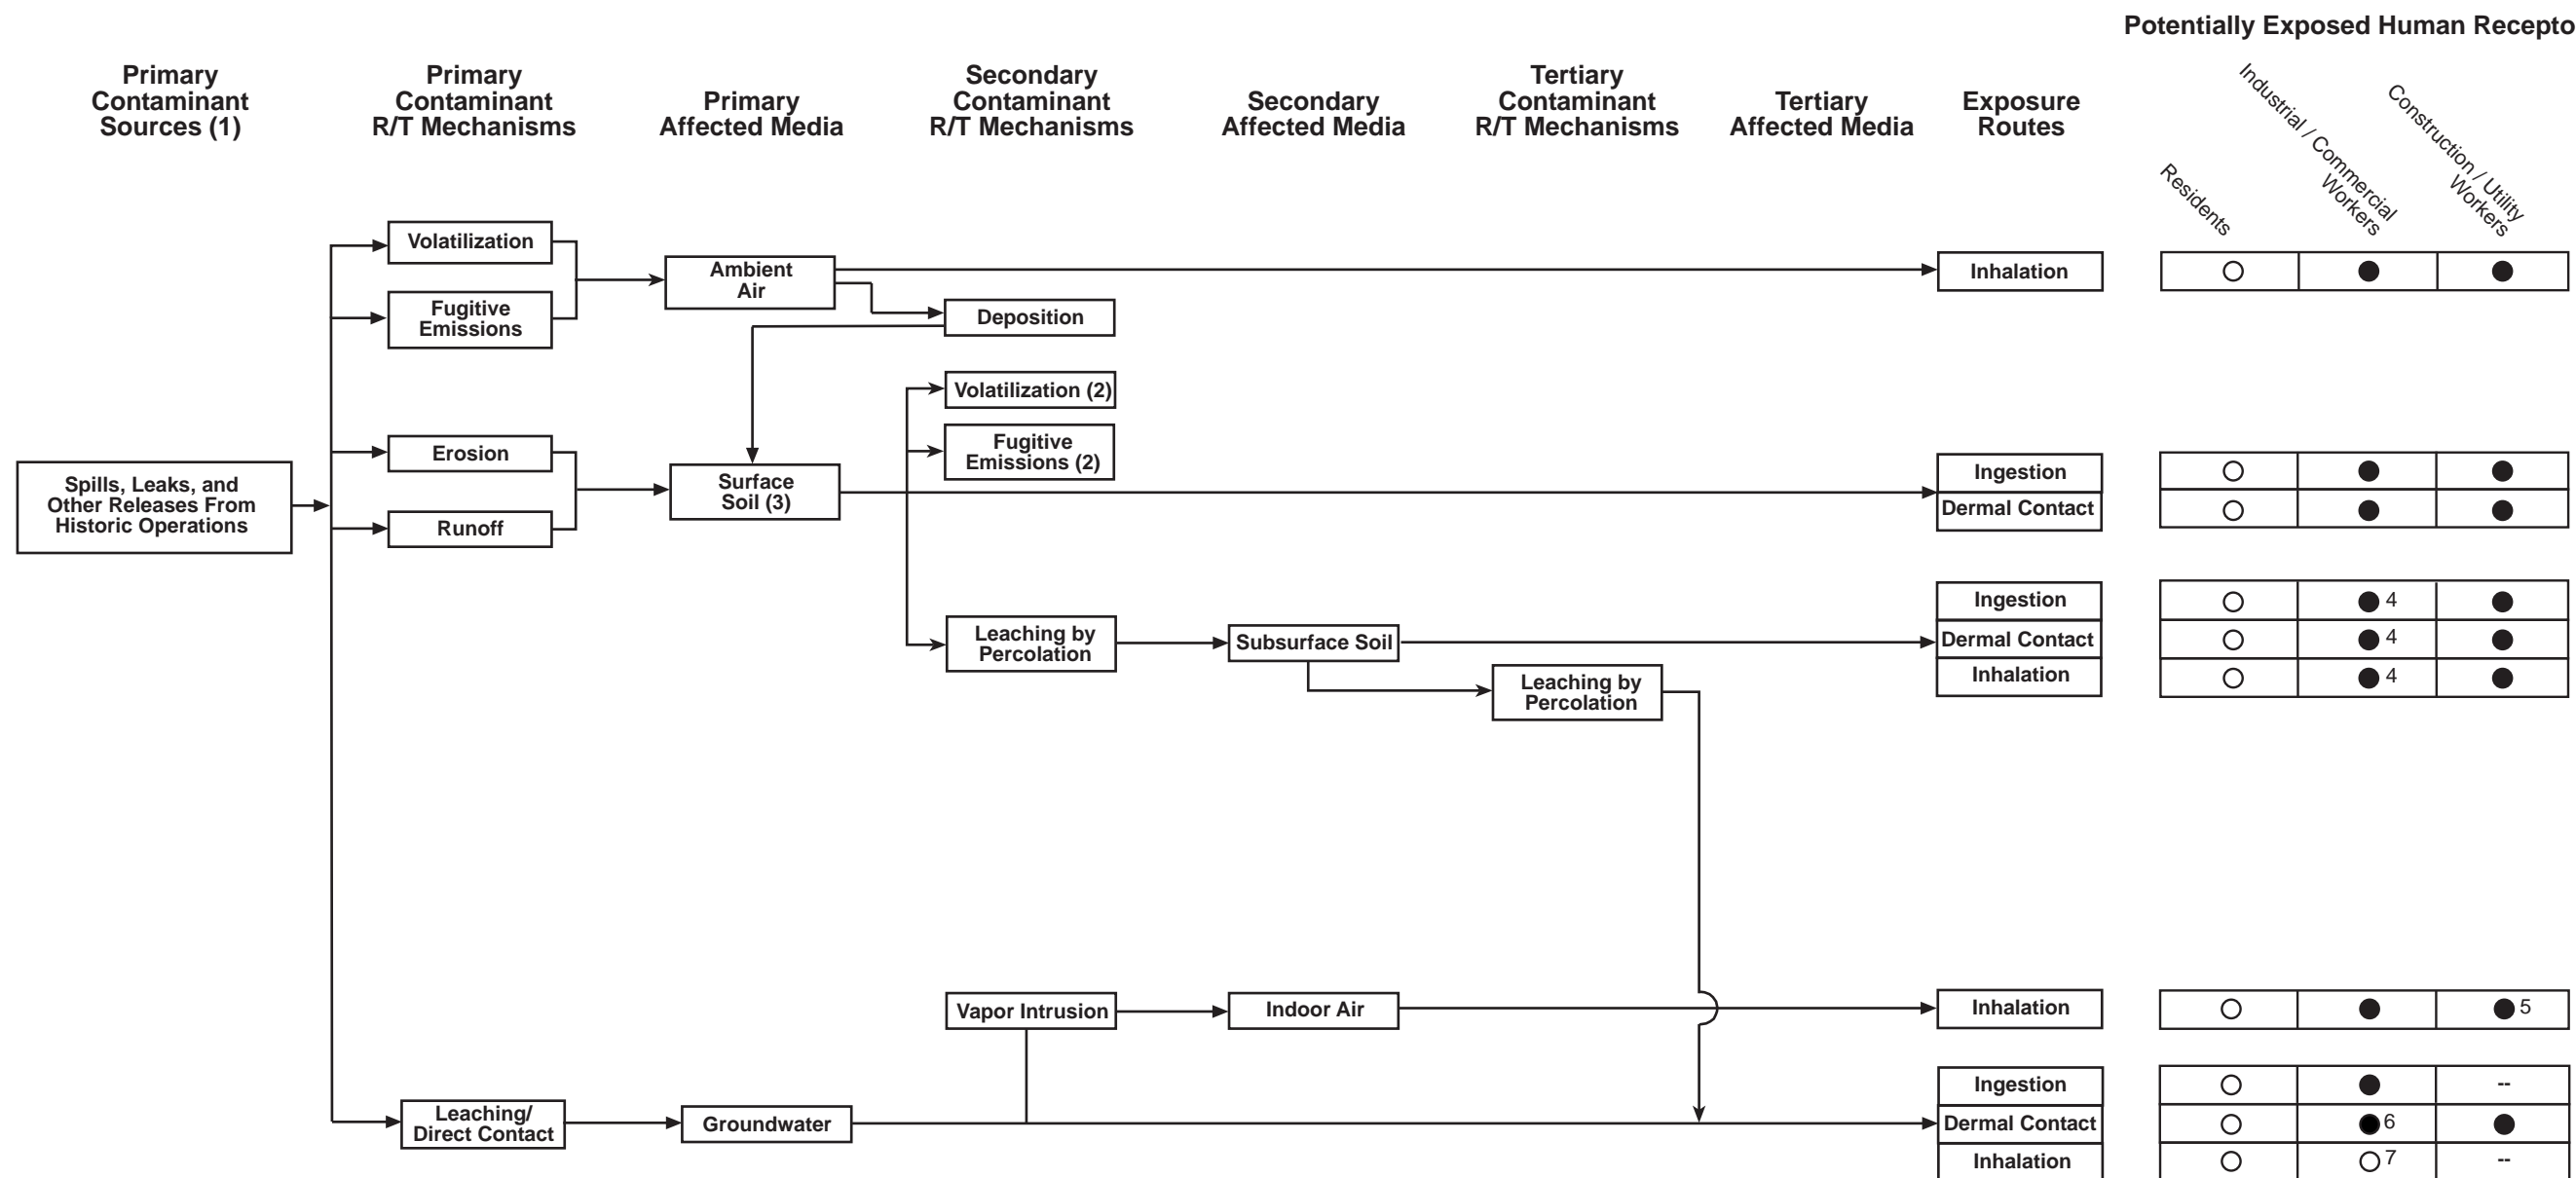 Potentially Exposed Human Recepto
Primary
Contaminant
Sources (1)
Primary
Contaminant
R/T Mechanisms
Primary
Affected Media
Secondary
Contaminant
R/T Mechanisms
Secondary
Affected Media
Tertiary
Contaminant
R/T Mechanisms
Tertiary
Affected Media
Exposure
Routes
Residents
Industrial / Commercial
Workers
Construction / Utility
Workers
Volatilization
Fugitive
Emissions
Ambient
Air
Deposition
Inhalation
Volatilization (2)
Fugitive
Emissions (2)
Erosion
Runoff
Spills, Leaks, and
Other Releases From
Historic Operations
Surface
Soil (3)
Ingestion
Dermal Contact
Leaching by
Percolation
Subsurface Soil
Leaching by
Percolation
Ingestion
4
Dermal Contact
4
Inhalation
4
Vapor Intrusion
Indoor Air
Inhalation
5
Leaching/
Direct Contact
Groundwater
Ingestion
--
Dermal Contact
6
Inhalation
7
--